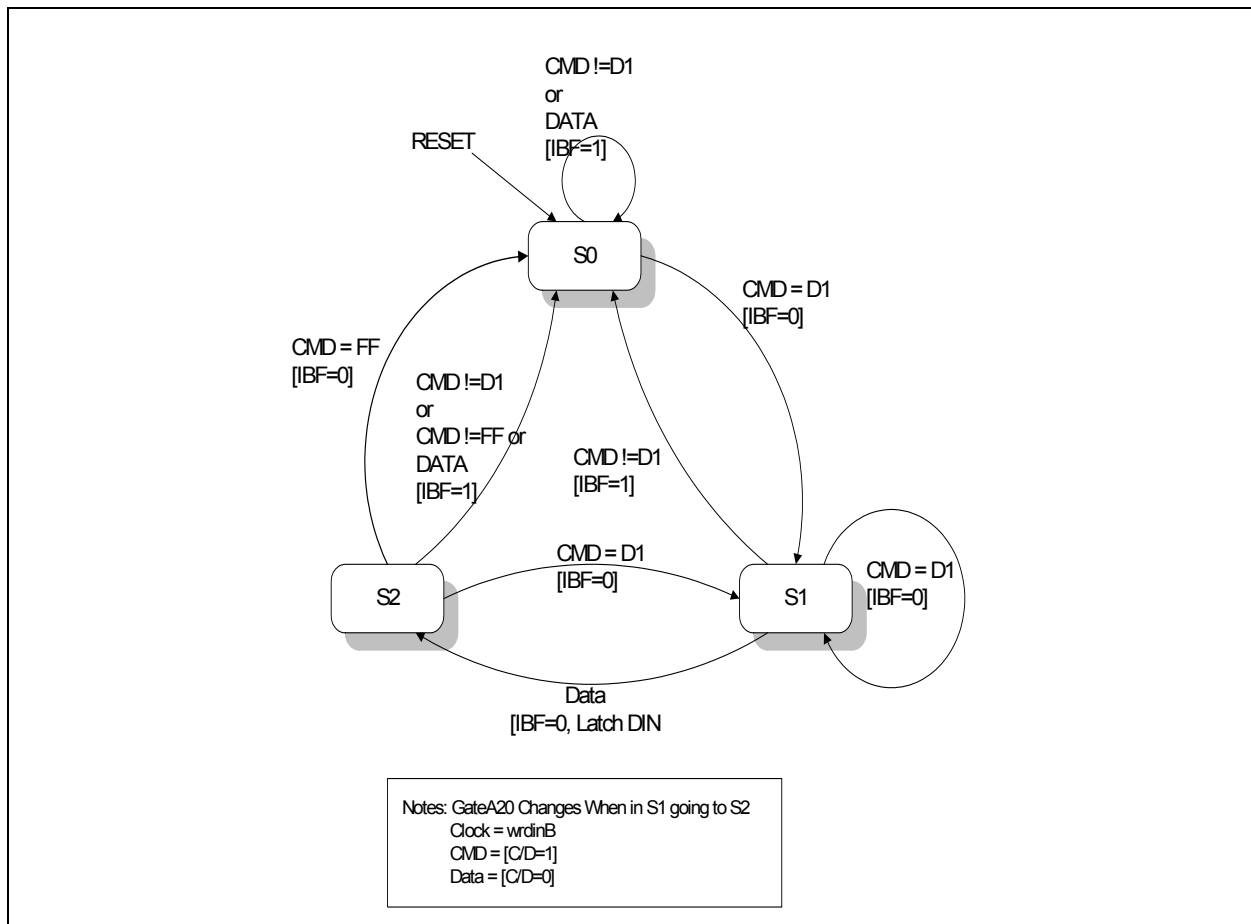 CMD !=D1
or
DATA
[IBF=1]
RESET
S0
CMD = D1
[IBF=0]
CMD = FF
[IBF=0]
CMD !=D1
or
CMD !=FF or
DATA
[IBF=1]
CMD !=D1
[IBF=1]
CMD = D1
[IBF=0]
CMD = D1
[IBF=0]
S2
S1
Data
[IBF=0, Latch DIN
Notes: GateA20 Changes When in S1 going to S2
Clock = wrdinB
CMD = [C/D=1]
Data = [C/D=0]